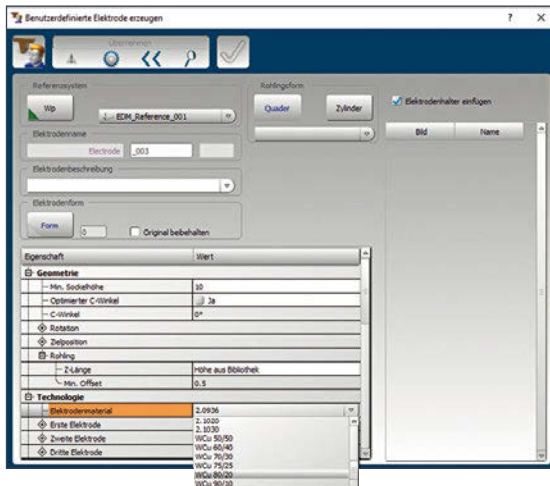 Benutzerdefinierte Elektrode erzeugen
? X
Übernehmen
Referenzsystem
Wp
EDM_Reference_001
Rohlingsform
Quader
Zylinder
Elektrodenhalter einfügen
Bild Name
Elektrodenname
Electrode _003
Elektrodenbeschreibung
Elektrodenform
Form 0 Original beibehalten
Eigenschaft Wert
Geometrie
Min. Sockelhöhe 10
Optimierter C-Winkel Ja
C-Winkel 0°
Rotation
Zielposition
Rohling
Z-Länge Höhe aus Bibliothek
Min. Offset 0.5
Technologie
Elektrodenmaterial 2.0936
2.1020
Erste Elektrode 2.1030
WCu 50/50
Zweite Elektrode WCu 60/40
WCu 70/30
Dritte Elektrode WCu 75/25
WCu 80/20
WCu 90/10